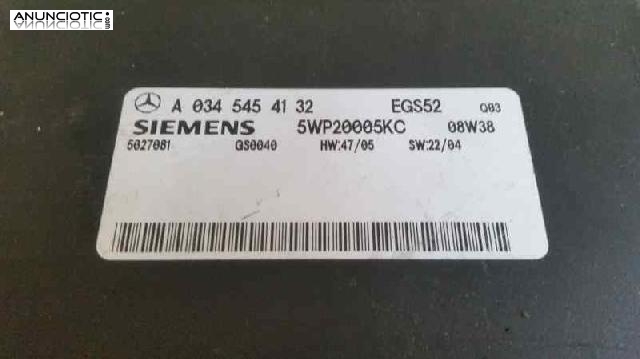 ANUNCIOTIC.com
A 034 545 41 32 EGS52 Q03
SIEMENS 5WP20005KC 08W38
5027081 QS0040 HW:47/05 SW:22/04